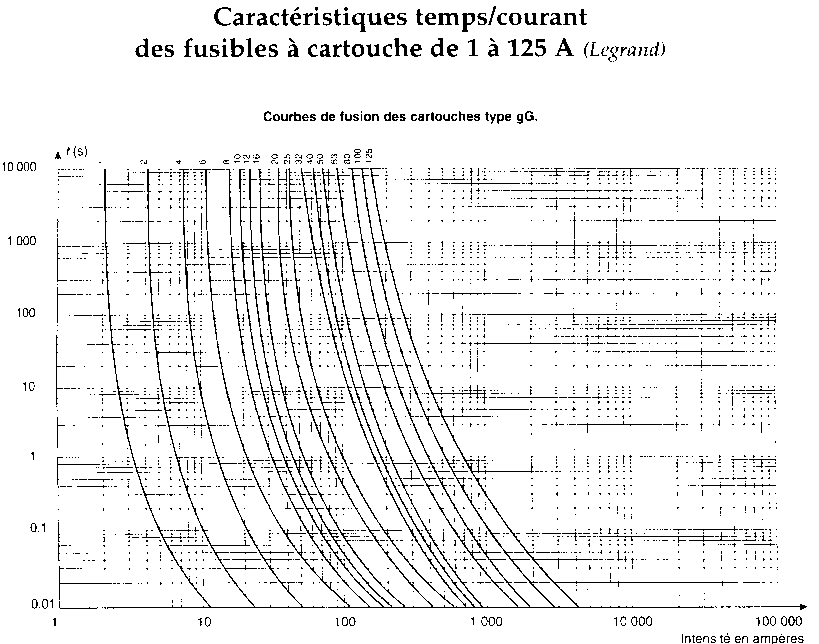 Caractéristiques temps/courant
des fusibles à cartouche de 1 à 125 A (Legrand)
Courbes de fusion des cartouches type gG.
t (s)
1 2 4 6 8 10 12 16 20 25 32 40 50 63 80 100 125
10 000
1 000
100
10
1
0.1
0.01
1 10 100 1 000 10 000 100 000
Intens té en ampères